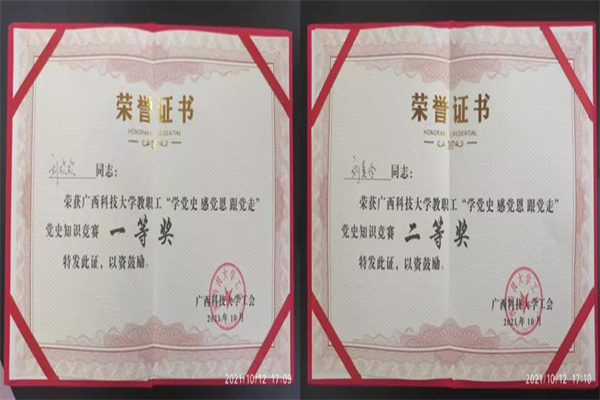 荣誉证书
HONORARY CREDENTIAL
同志：
荣获广西科技大学教职工“学党史 感党恩 跟党走”
党史知识竞赛 一等奖
特发此证，以资鼓励。
广西科技大学工会
2021年10月
2021/10/12 17:09
荣誉证书
HONORARY CREDENTIAL
同志：
荣获广西科技大学教职工“学党史 感党恩 跟党走”
党史知识竞赛 二等奖
特发此证，以资鼓励。
广西科技大学工会
2021年10月
2021/10/12 17:10